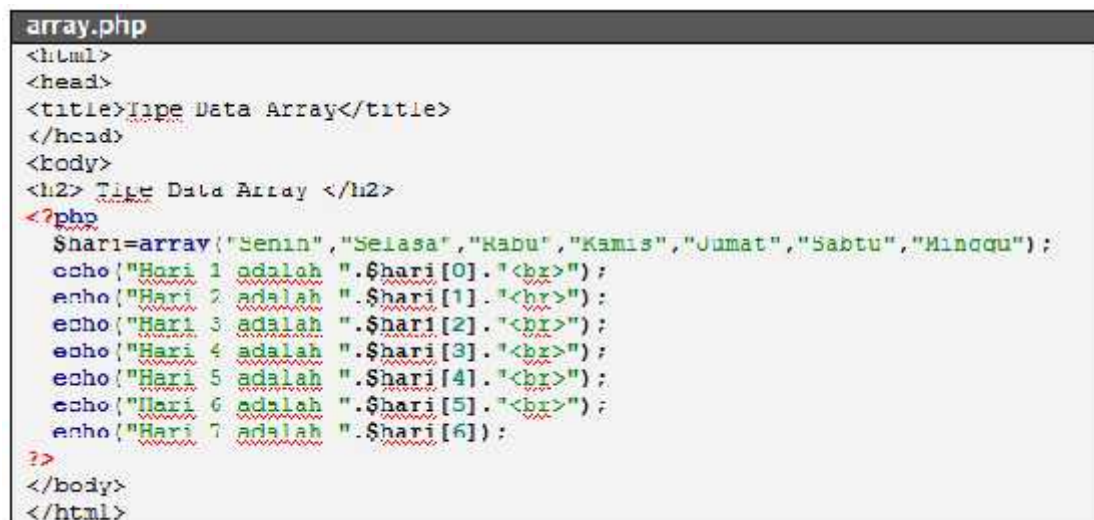 array.php
<html>
<head>
<title>Tipe Data Array</title>
</head>
<body>
<h2> Tipe Data Array </h2>
<?php
$hari=array("Senin","Selasa","Rabu","Kamis","Jumat","Sabtu","Minggu");
echo("Hari 1 adalah ".$hari[0]."<br>");
echo("Hari 2 adalah ".$hari[1]."<br>");
echo("Hari 3 adalah ".$hari[2]."<br>");
echo("Hari 4 adalah ".$hari[3]."<br>");
echo("Hari 5 adalah ".$hari[4]."<br>");
echo("Hari 6 adalah ".$hari[5]."<br>");
echo("Hari 7 adalah ".$hari[6]);
?>
</body>
</html>